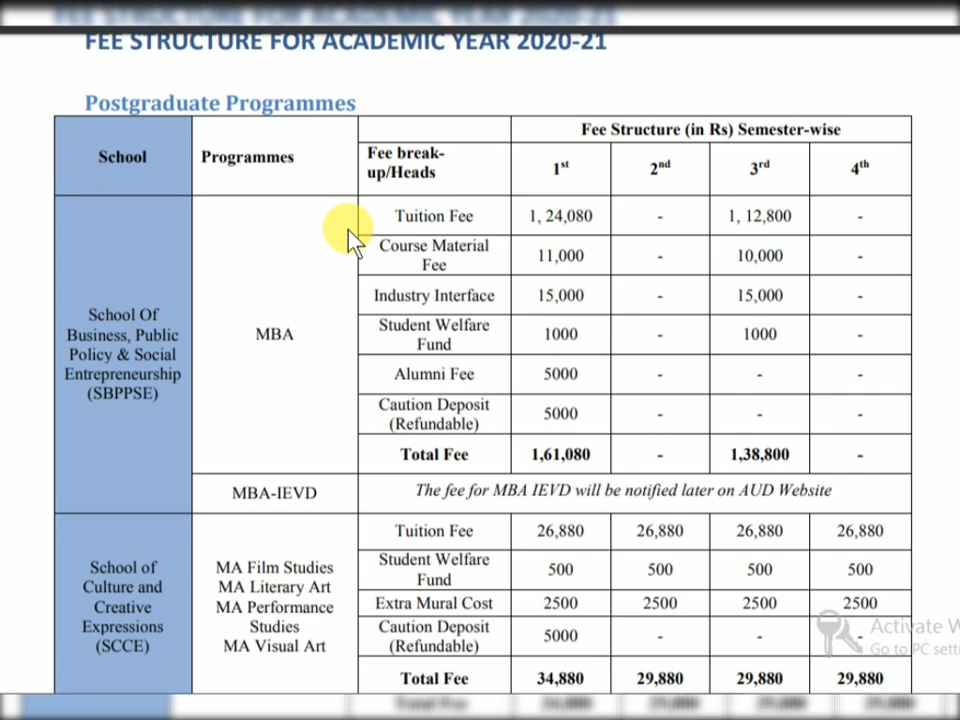 FEE STRUCTURE FOR ACADEMIC YEAR 2020-21
FEE STRUCTURE FOR ACADEMIC YEAR 2020-21
Postgraduate Programmes
School Programmes Fee break-up/Heads Fee Structure (in Rs) Semester-wise
1st 2nd 3rd 4th
School Of
Business, Public
Policy & Social
Entrepreneurship
(SBPPSE)
MBA
Tuition Fee 1, 24,080 - 1, 12,800 -
Course Material
Fee 11,000 - 10,000 -
Industry Interface 15,000 - 15,000 -
Student Welfare
Fund 1000 - 1000 -
Alumni Fee 5000 - - -
Caution Deposit
(Refundable) 5000 - - -
Total Fee 1,61,080 - 1,38,800 -
MBA-IEVD The fee for MBA IEVD will be notified later on AUD Website
School of
Culture and
Creative
Expressions
(SCCE)
MA Film Studies
MA Literary Art
MA Performance
Studies
MA Visual Art
Tuition Fee 26,880 26,880 26,880 26,880
Student Welfare
Fund 500 500 500 500
Extra Mural Cost 2500 2500 2500 2500
Caution Deposit
(Refundable) 5000 - - -
Total Fee 34,880 29,880 29,880 29,880
Activate W
Go to PC setti